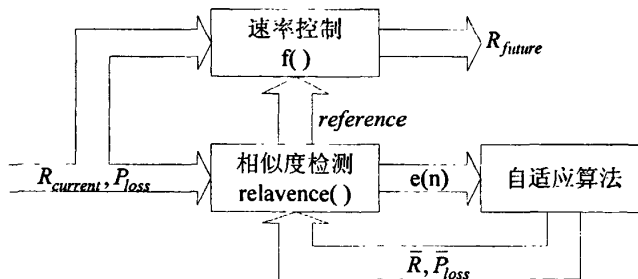 速率控制
f( )
R_future
reference
R_current, P_loss
相似度检测
relavence( )
e(n)
自适应算法
R̄, P̄_loss